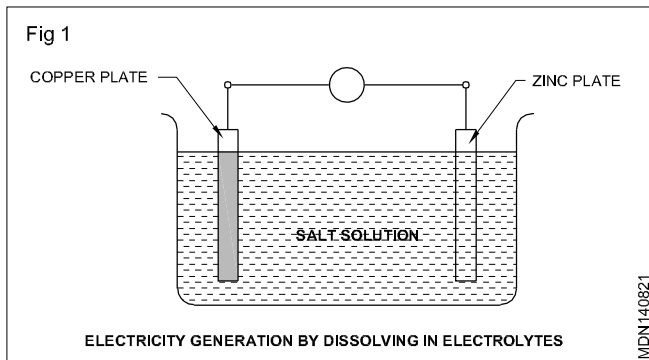 Fig 1
COPPER PLATE
ZINC PLATE
SALT SOLUTION
ELECTRICITY GENERATION BY DISSOLVING IN ELECTROLYTES
MDN140821